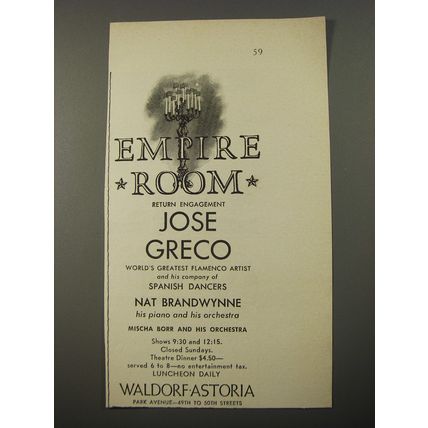 59
EMPIRE
★ROOM★
RETURN ENGAGEMENT
JOSE
GRECO
WORLD'S GREATEST FLAMENCO ARTIST
and his company of
SPANISH DANCERS
NAT BRANDWYNNE
his piano and his orchestra
MISCHA BORR AND HIS ORCHESTRA
Shows 9:30 and 12:15.
Closed Sundays.
Theatre Dinner $4.50—
served 6 to 8—no entertainment tax.
LUNCHEON DAILY
WALDORF·ASTORIA
PARK AVENUE—49TH TO 50TH STREETS